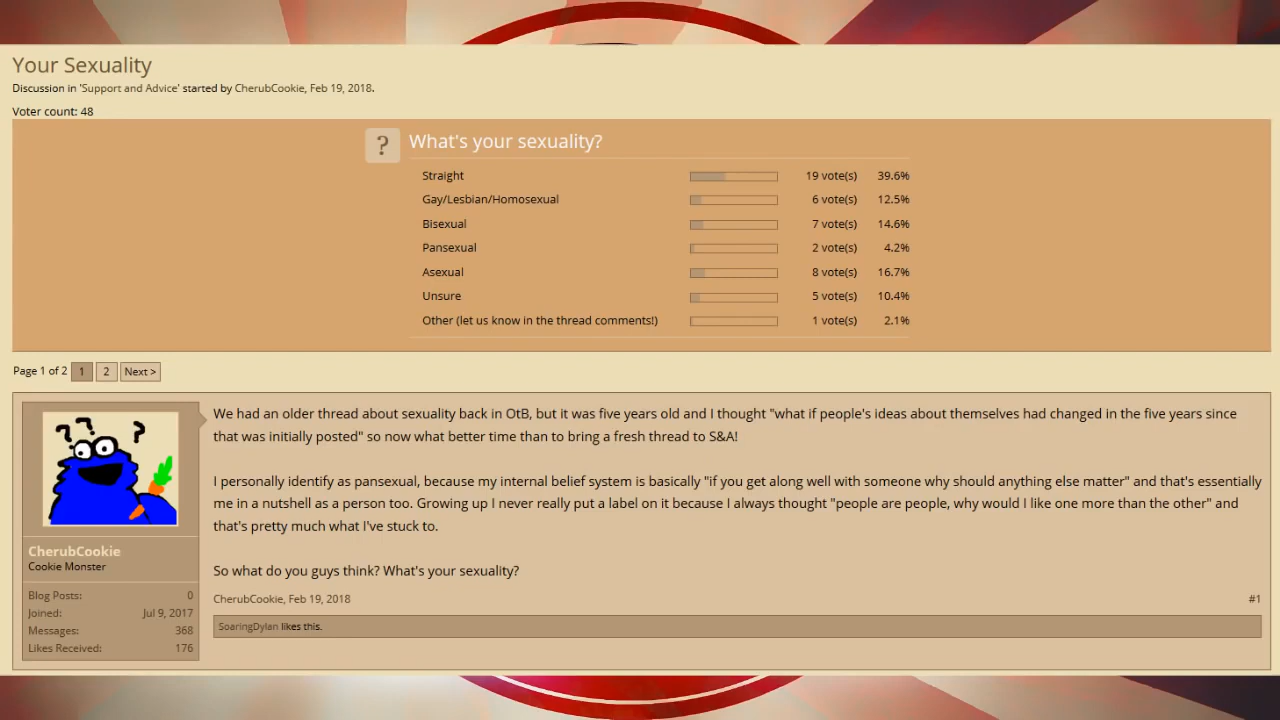 Your Sexuality
Discussion in 'Support and Advice' started by CherubCookie, Feb 19, 2018.
Voter count: 48
? What's your sexuality?
Straight 19 vote(s) 39.6%
Gay/Lesbian/Homosexual 6 vote(s) 12.5%
Bisexual 7 vote(s) 14.6%
Pansexual 2 vote(s) 4.2%
Asexual 8 vote(s) 16.7%
Unsure 5 vote(s) 10.4%
Other (let us know in the thread comments!) 1 vote(s) 2.1%
Page 1 of 2 1 2 Next >
? ? ?
CherubCookie
Cookie Monster
Blog Posts: 0
Joined: Jul 9, 2017
Messages: 368
Likes Received: 176
We had an older thread about sexuality back in OtB, but it was five years old and I thought "what if people's ideas about themselves had changed in the five years since
that was initially posted" so now what better time than to bring a fresh thread to S&A!
I personally identify as pansexual, because my internal belief system is basically "if you get along well with someone why should anything else matter" and that's essentially
me in a nutshell as a person too. Growing up I never really put a label on it because I always thought "people are people, why would I like one more than the other" and
that's pretty much what I've stuck to.
So what do you guys think? What's your sexuality?
CherubCookie, Feb 19, 2018 #1
SoaringDylan likes this.